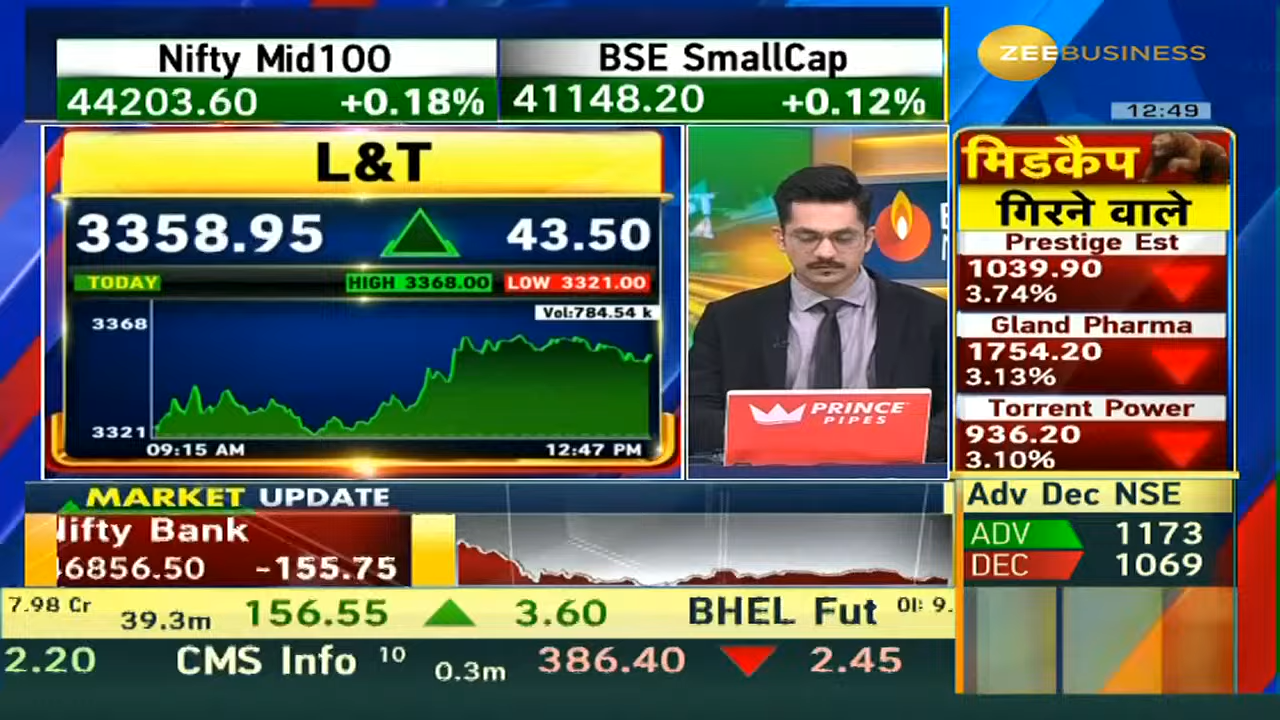 Nifty Mid100
44203.60 +0.18%
BSE SmallCap
41148.20 +0.12%
ZEEBUSINESS
12:49
L&T
3358.95 43.50
TODAY HIGH 3368.00 LOW 3321.00
Vol:784.54 k
3368
3321
09:15 AM 12:47 PM
PRINCE
PIPES
मिडकैप
गिरने वाले
Prestige Est
1039.90
3.74%
Gland Pharma
1754.20
3.13%
Torrent Power
936.20
3.10%
Adv Dec NSE
ADV 1173
DEC 1069
MARKET UPDATE
Nifty Bank
46856.50 -155.75
7.98 Cr 39.3m 156.55 3.60 BHEL Fut OI: 9.
2.20 CMS Info 10 0.3m 386.40 2.45